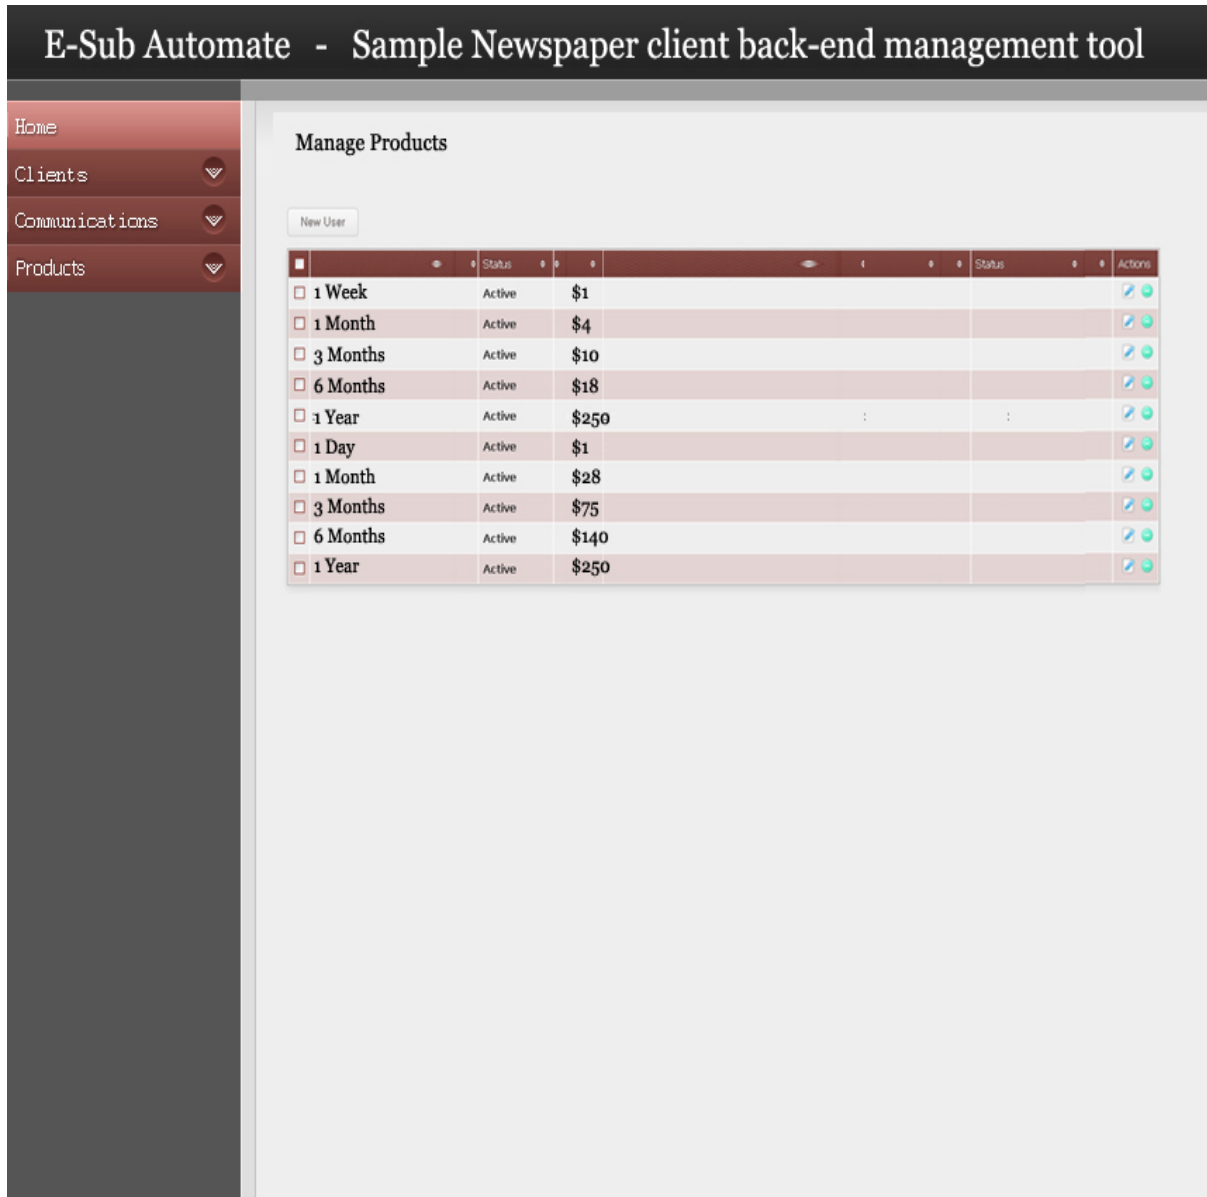 E-Sub Automate - Sample Newspaper client back-end management tool
Home
Clients
Communications
Products
Manage Products
New User
Status Status Actions
1 Week Active $1
1 Month Active $4
3 Months Active $10
6 Months Active $18
1 Year Active $250
1 Day Active $1
1 Month Active $28
3 Months Active $75
6 Months Active $140
1 Year Active $250